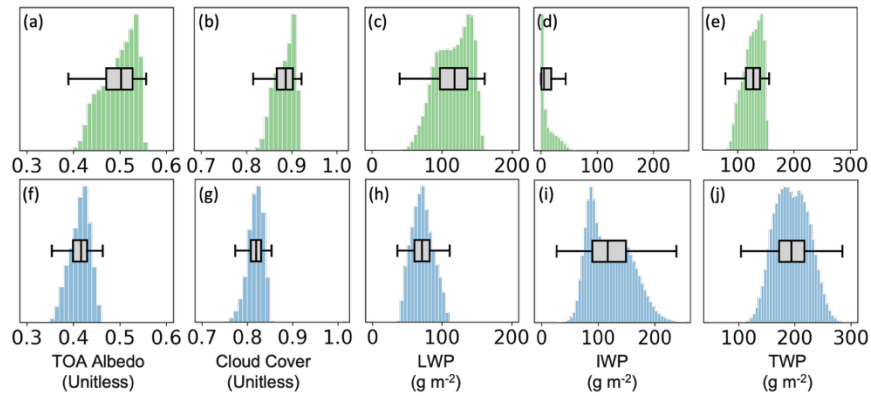 (a) (b) (c) (d) (e)
0.3 0.4 0.5 0.6 0.7 0.8 0.9 1.0 0 100 200 0 100 200 100 200 300
(f) (g) (h) (i) (j)
0.3 0.4 0.5 0.6 0.7 0.8 0.9 1.0 0 100 200 0 100 200 100 200 300
TOA Albedo Cloud Cover LWP IWP TWP
(Unitless) (Unitless) (g m⁻²) (g m⁻²) (g m⁻²)